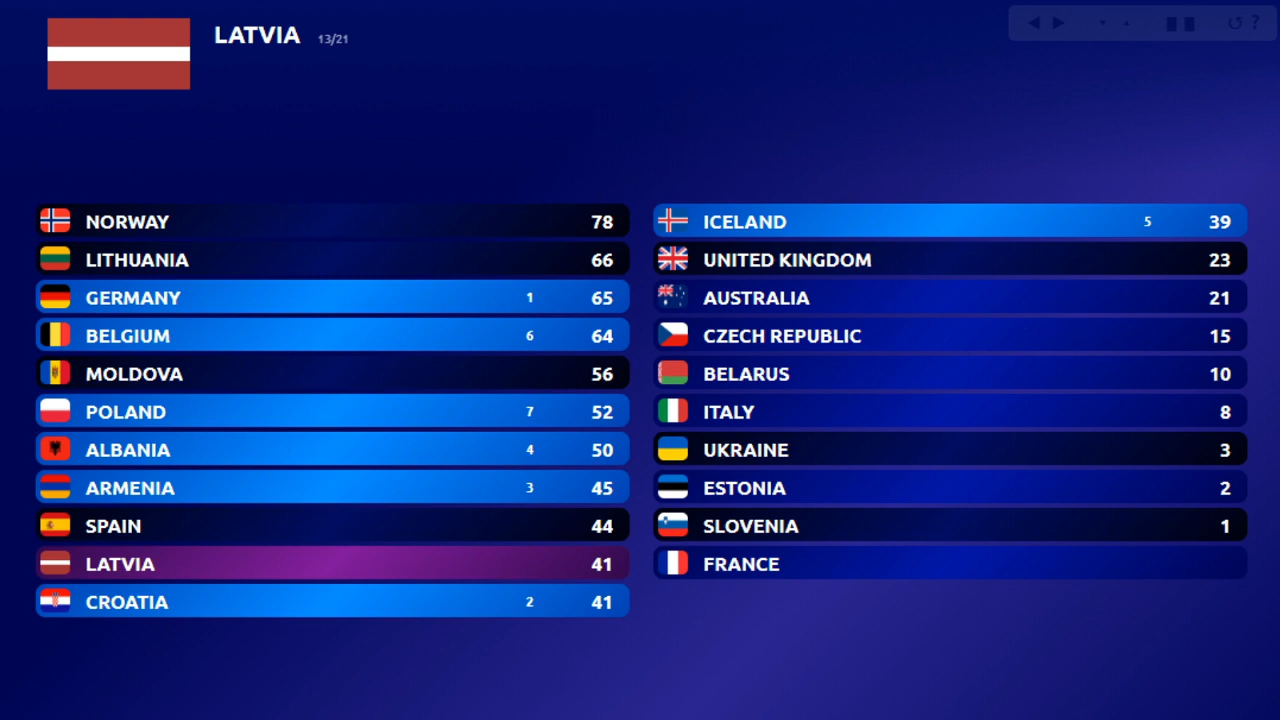 LATVIA 13/21
NORWAY 78
LITHUANIA 66
GERMANY 1 65
BELGIUM 6 64
MOLDOVA 56
POLAND 7 52
ALBANIA 4 50
ARMENIA 3 45
SPAIN 44
LATVIA 41
CROATIA 2 41
ICELAND 5 39
UNITED KINGDOM 23
AUSTRALIA 21
CZECH REPUBLIC 15
BELARUS 10
ITALY 8
UKRAINE 3
ESTONIA 2
SLOVENIA 1
FRANCE
?